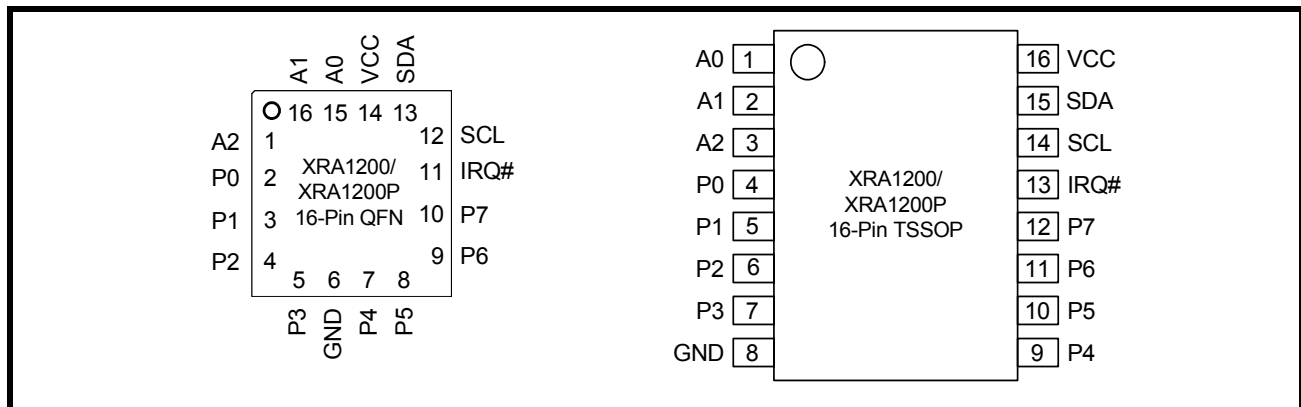 A1 A0 VCC SDA
16 15 14 13
A2 1 12 SCL
P0 2 XRA1200/ 11 IRQ#
XRA1200P
P1 3 16-Pin QFN 10 P7
P2 4 9 P6
5 6 7 8
P3 GND P4 P5
A0 1 16 VCC
A1 2 15 SDA
A2 3 14 SCL
P0 4 XRA1200/ 13 IRQ#
XRA1200P
P1 5 16-Pin TSSOP 12 P7
P2 6 11 P6
P3 7 10 P5
GND 8 9 P4